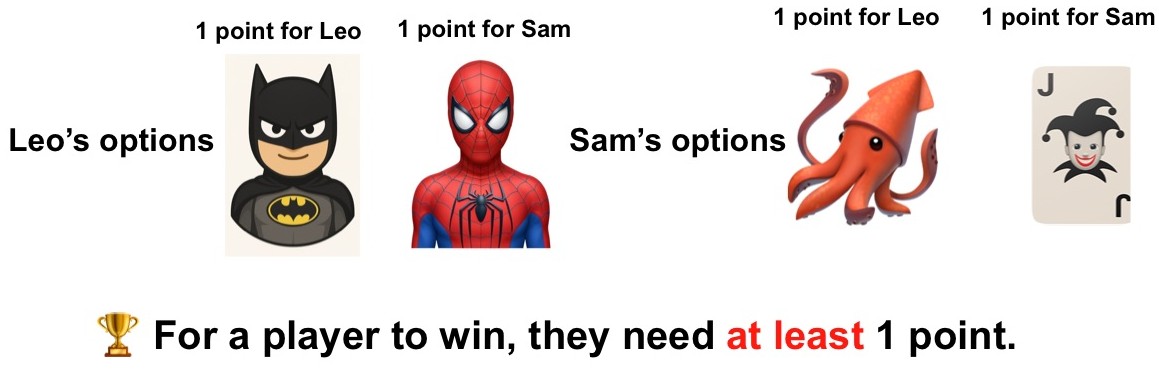 1 point for Leo
1 point for Sam
1 point for Leo
1 point for Sam
Leo’s options
Sam’s options
J
J
🏆 For a player to win, they need at least 1 point.